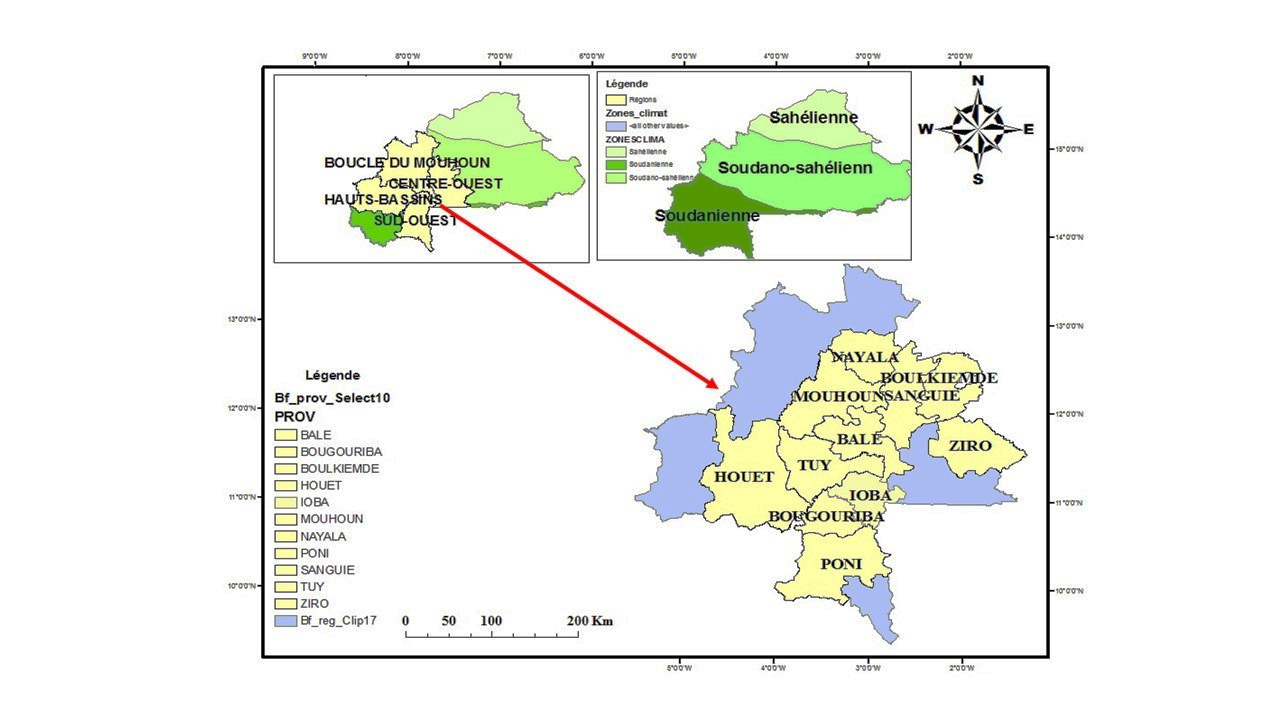 9°0'0"W 8°0'0"W 7°0'0"W 6°0'0"W 5°0'0"W 4°0'0"W 3°0'0"W 2°0'0"W
BOUCLE DU MOUHOUN
CENTRE-OUEST
HAUTS-BASSINS
SUD-OUEST
Légende
Régions
Zones_climat
<all other values>
ZONESCLIMA
Sahélienne
Soudanienne
Soudano-sahélienn
Sahélienne
Soudano-sahélienn
Soudanienne
N
W E
S
15°0'0"N
14°0'0"N
13°0'0"N
12°0'0"N
11°0'0"N
10°0'0"N
13°0'0"N
12°0'0"N
11°0'0"N
10°0'0"N
NAYALA
BOULKIEMDE
MOUHOUN
SANGUIE
BALE
ZIRO
TUY
HOUET
IOBA
BOUGOURIBA
PONI
Légende
Bf_prov_Select10
PROV
BALE
BOUGOURIBA
BOULKIEMDE
HOUET
IOBA
MOUHOUN
NAYALA
PONI
SANGUIE
TUY
ZIRO
Bf_reg_Clip17
0 50 100 200 Km
5°0'0"W 4°0'0"W 3°0'0"W 2°0'0"W